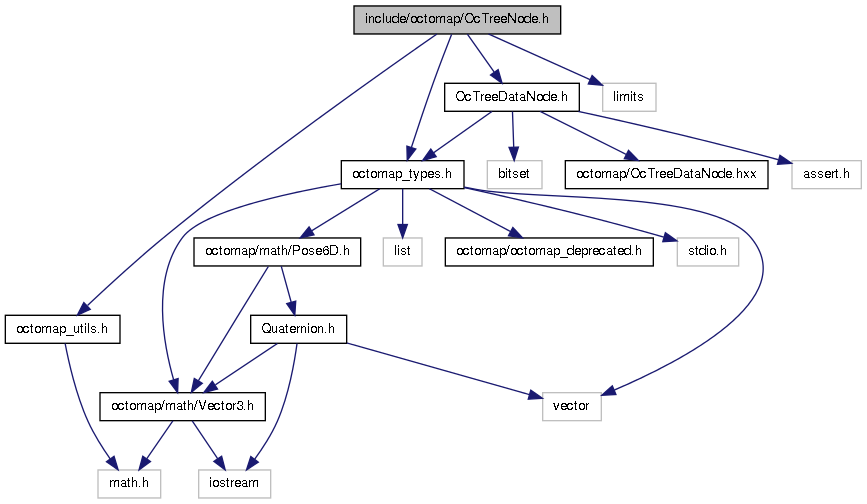 include/octomap/OcTreeNode.h
OcTreeDataNode.h
limits
octomap_types.h
bitset
octomap/OcTreeDataNode.hxx
assert.h
octomap/math/Pose6D.h
list
octomap/octomap_deprecated.h
stdio.h
octomap_utils.h
Quaternion.h
octomap/math/Vector3.h
vector
math.h
iostream